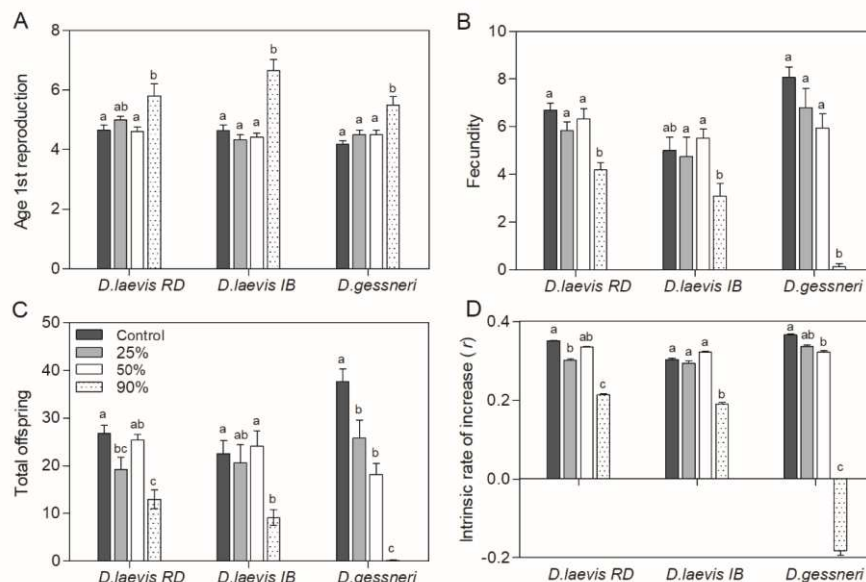 A
Age 1st reproduction
8
6
4
2
0
a ab a b
a a a b
a a a b
D.laevis RD D.laevis IB D.gessneri
B
Fecundity
10
8
6
4
2
0
a a a b
ab a a b
a a a b
D.laevis RD D.laevis IB D.gessneri
C
Total offspring
50
40
30
20
10
0
Control
25%
50%
90%
a bc ab c
a ab a b
a b b c
D.laevis RD D.laevis IB D.gessneri
D
Intrinsic rate of increase (r)
0.4
0.2
0.0
-0.2
a b ab c
a a a b
a ab b c
D.laevis RD D.laevis IB D.gessneri